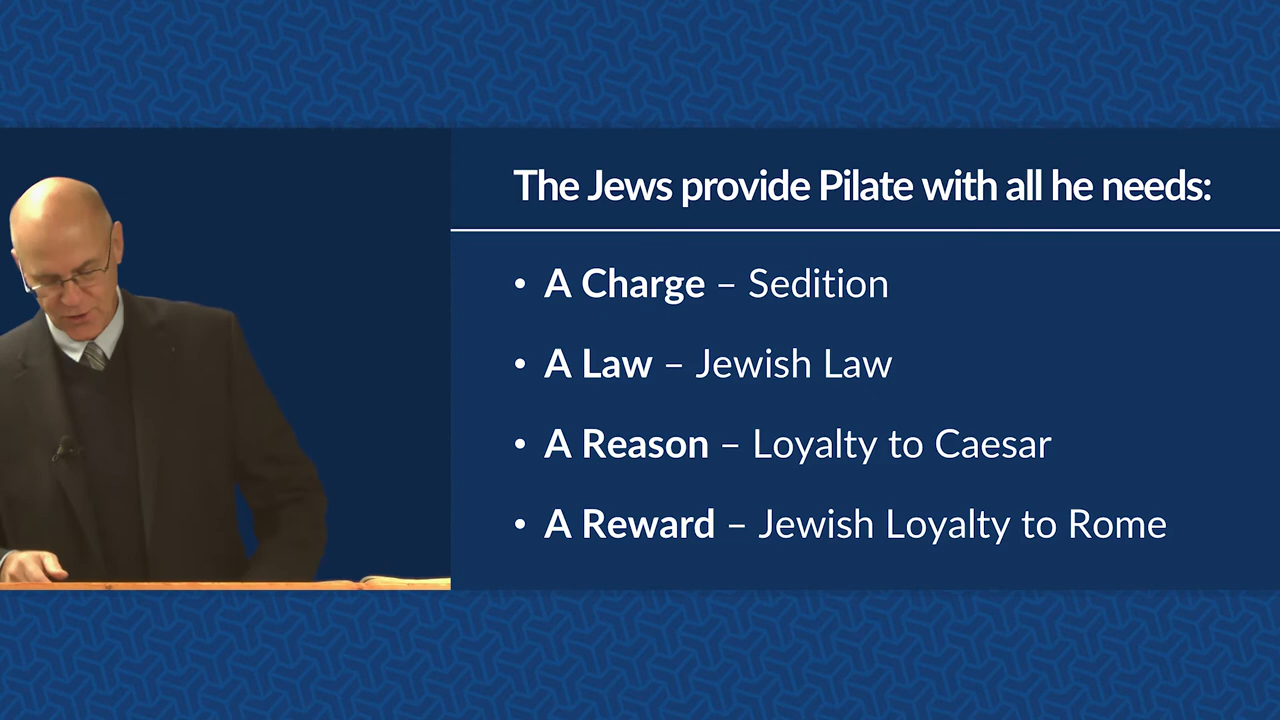 The Jews provide Pilate with all he needs:
• A Charge – Sedition
• A Law – Jewish Law
• A Reason – Loyalty to Caesar
• A Reward – Jewish Loyalty to Rome